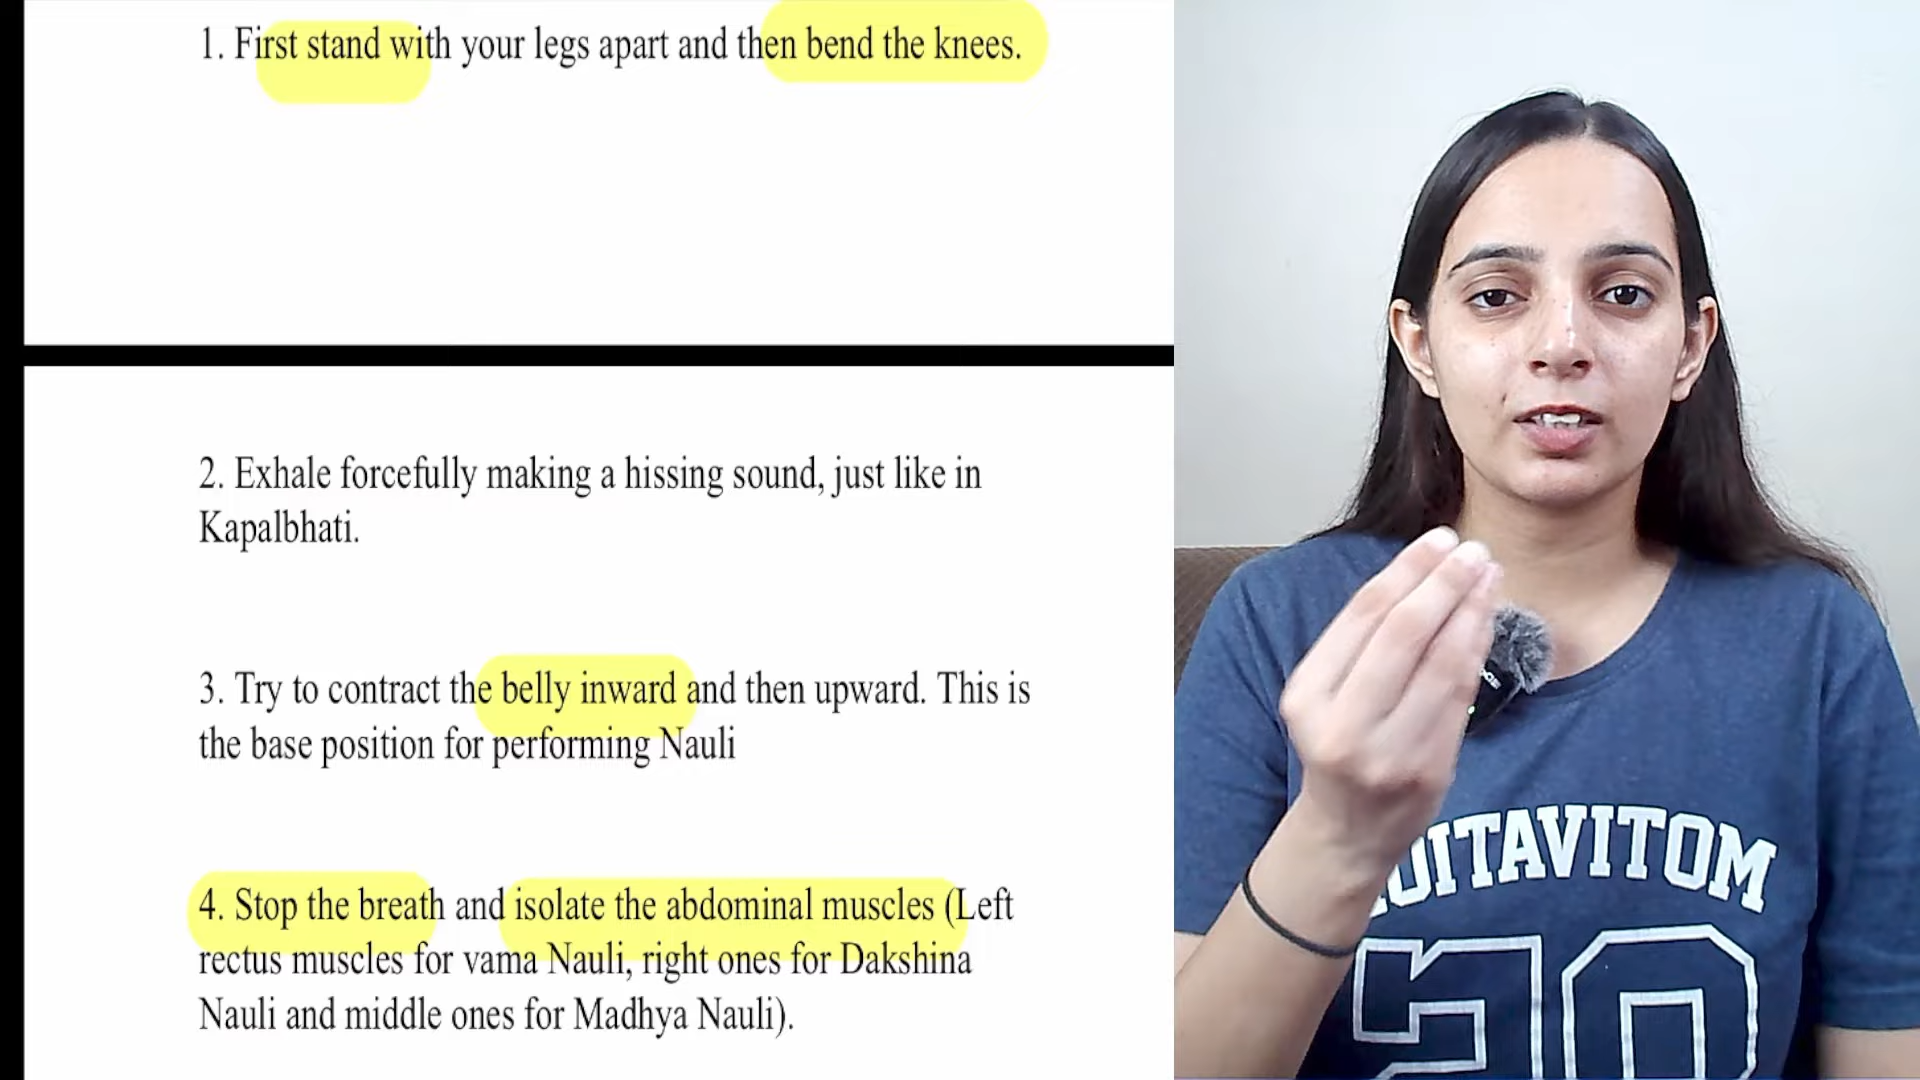 1. First stand with your legs apart and then bend the knees.
2. Exhale forcefully making a hissing sound, just like in
Kapalbhati.
3. Try to contract the belly inward and then upward. This is
the base position for performing Nauli
4. Stop the breath and isolate the abdominal muscles (Left
rectus muscles for vama Nauli, right ones for Dakshina
Nauli and middle ones for Madhya Nauli).